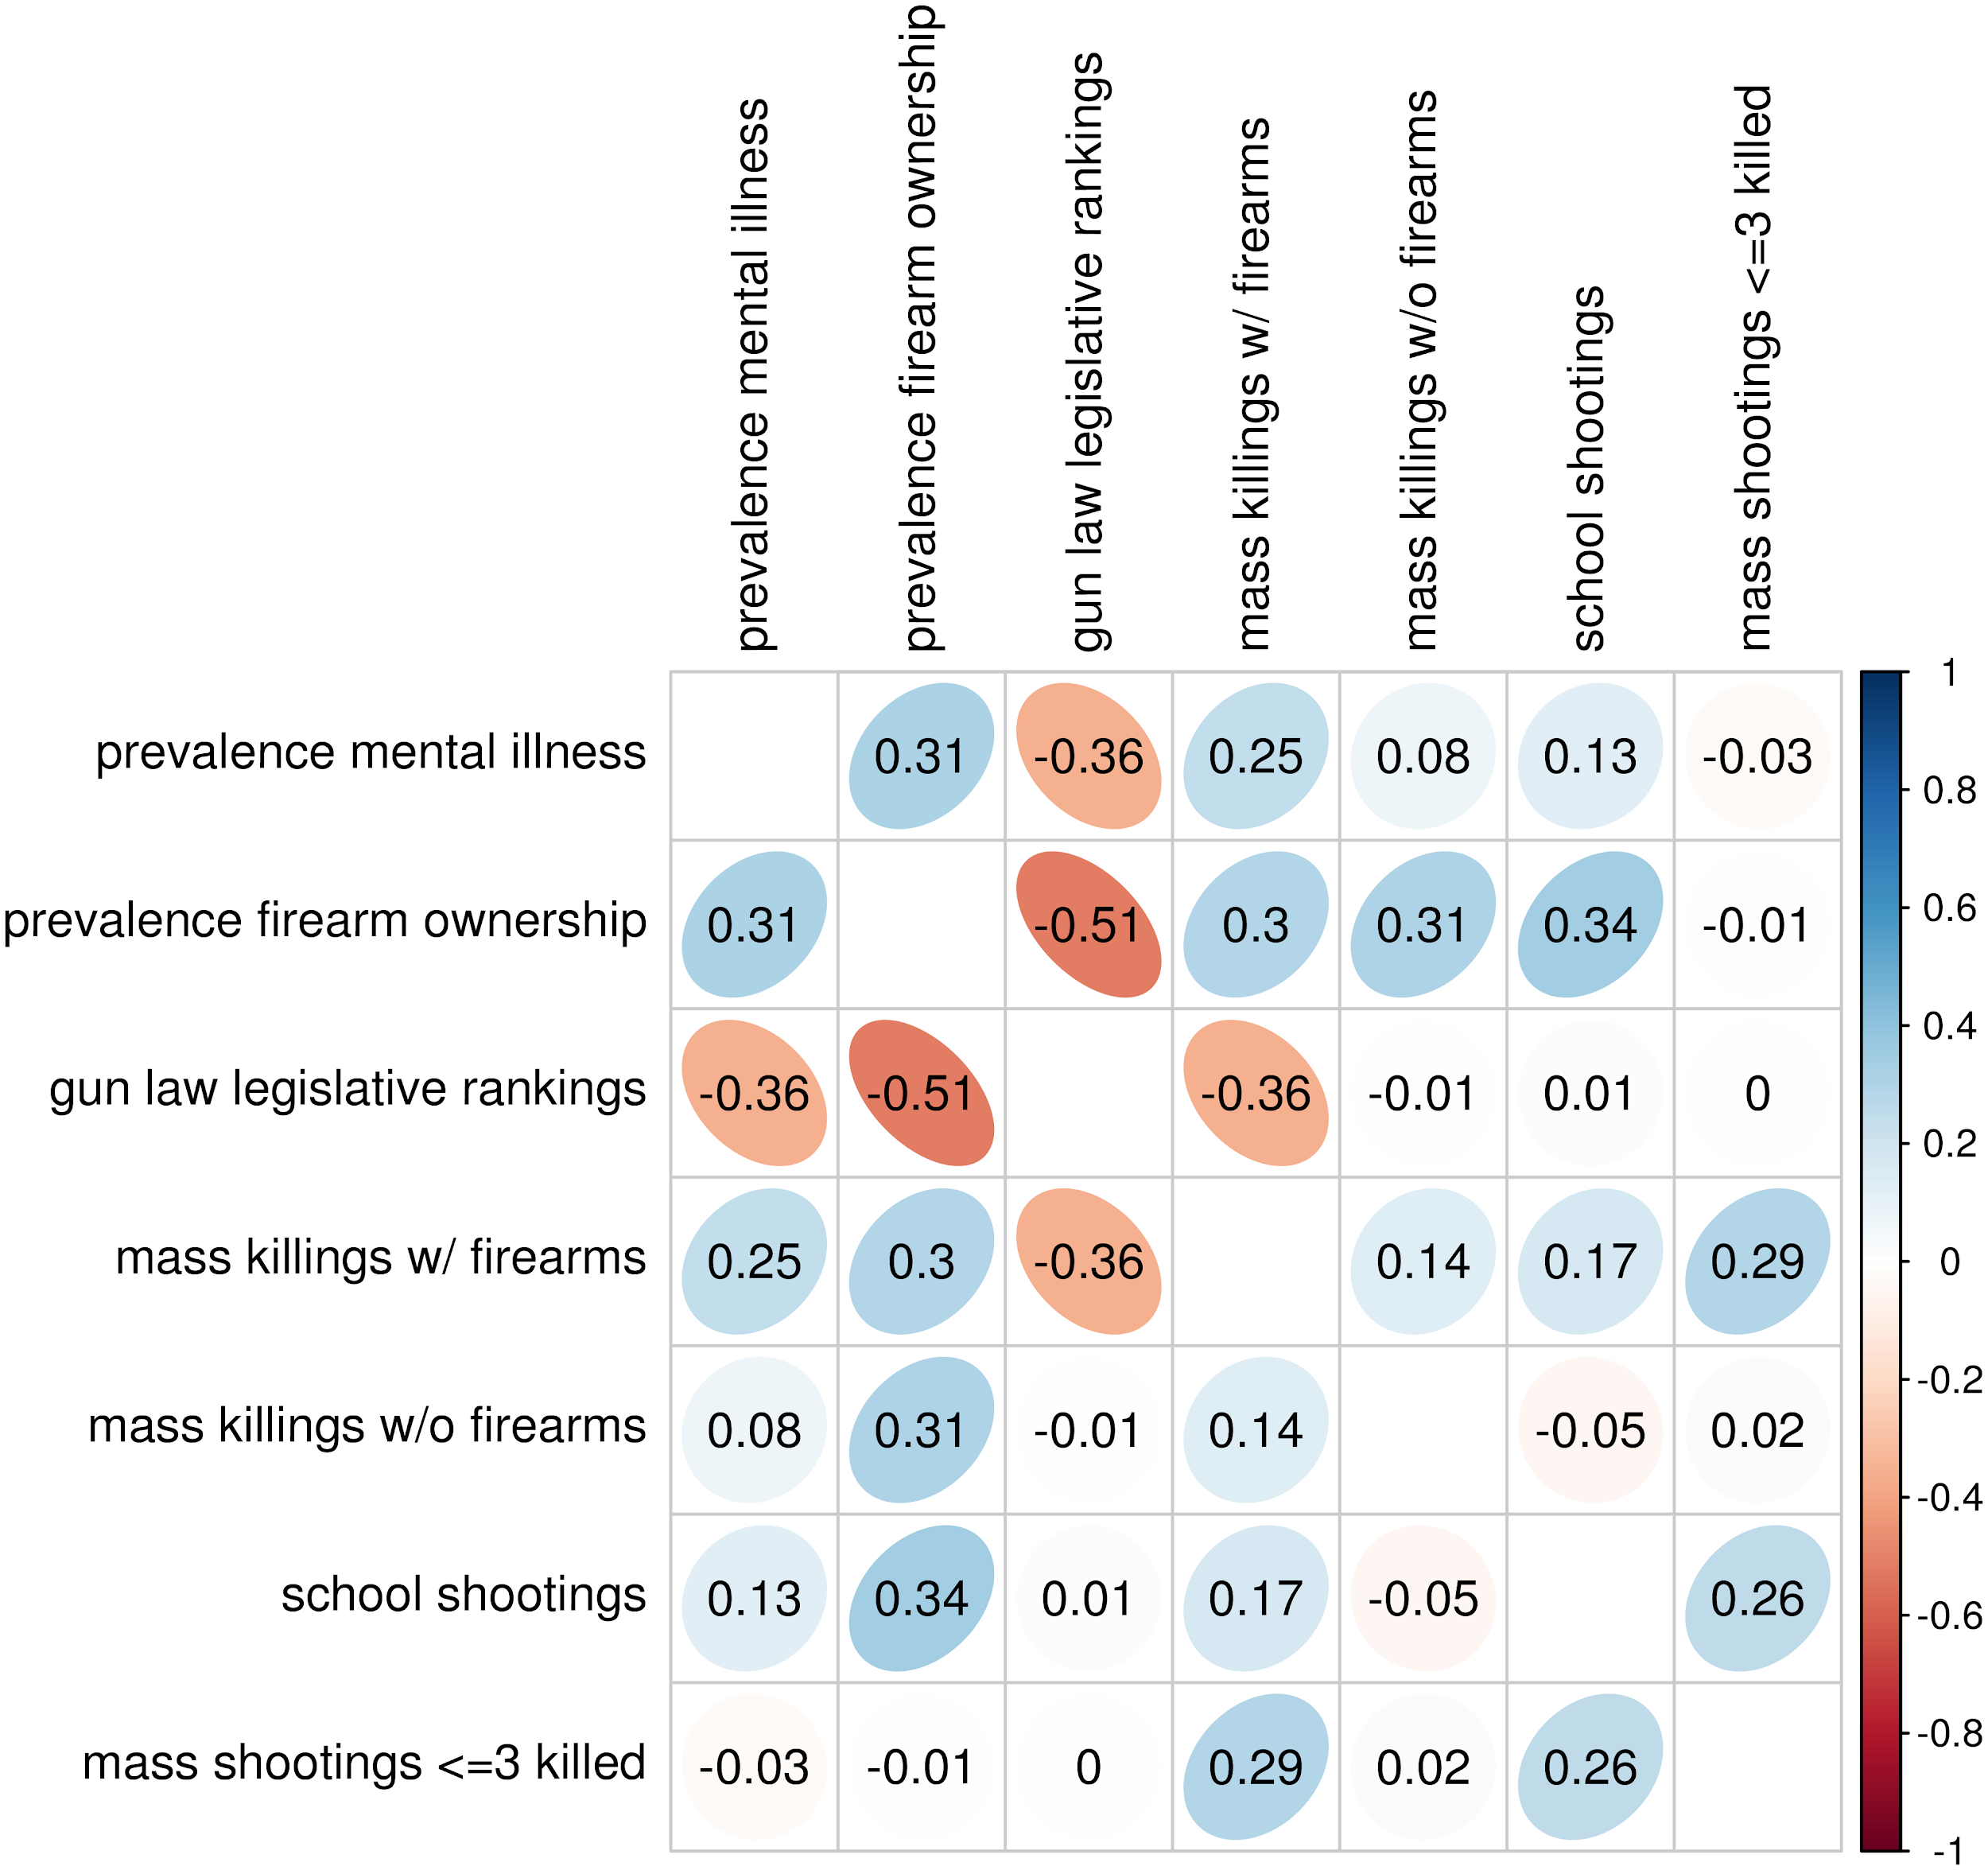 prevalence mental illness
prevalence firearm ownership
gun law legislative rankings
mass killings w/ firearms
mass killings w/o firearms
school shootings
mass shootings <=3 killed
prevalence mental illness 0.31 -0.36 0.25 0.08 0.13 -0.03
prevalence firearm ownership 0.31 -0.51 0.3 0.31 0.34 -0.01
gun law legislative rankings -0.36 -0.51 -0.36 -0.01 0.01 0
mass killings w/ firearms 0.25 0.3 -0.36 0.14 0.17 0.29
mass killings w/o firearms 0.08 0.31 -0.01 0.14 -0.05 0.02
school shootings 0.13 0.34 0.01 0.17 -0.05 0.26
mass shootings <=3 killed -0.03 -0.01 0 0.29 0.02 0.26
1
0.8
0.6
0.4
0.2
0
-0.2
-0.4
-0.6
-0.8
-1